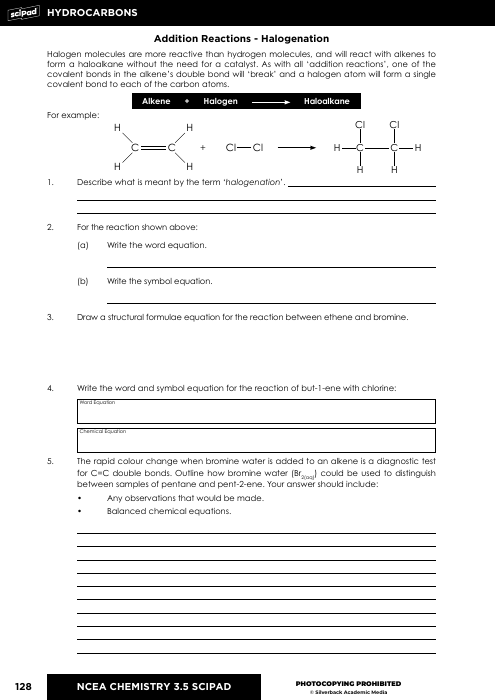 scipad HYDROCARBONS
Addition Reactions - Halogenation
Halogen molecules are more reactive than hydrogen molecules, and will react with alkenes to
form a haloalkane without the need for a catalyst. As with all 'addition reactions', one of the
covalent bonds in the alkene's double bond will 'break' and a halogen atom will form a single
covalent bond to each of the carbon atoms.
Alkene + Halogen Haloalkane
For example:
Cl Cl
H H
C C + Cl Cl H C C H
H H
H H
1. Describe what is meant by the term 'halogenation'.
2. For the reaction shown above:
(a) Write the word equation.
(b) Write the symbol equation.
3. Draw a structural formulae equation for the reaction between ethene and bromine.
4. Write the word and symbol equation for the reaction of but-1-ene with chlorine:
Word Equation
Chemical Equation
5. The rapid colour change when bromine water is added to an alkene is a diagnostic test
for C=C double bonds. Outline how bromine water (Br2(aq)) could be used to distinguish
between samples of pentane and pent-2-ene. Your answer should include:
• Any observations that would be made.
• Balanced chemical equations.
128 NCEA CHEMISTRY 3.5 SCIPAD PHOTOCOPYING PROHIBITED
© Silverback Academic Media